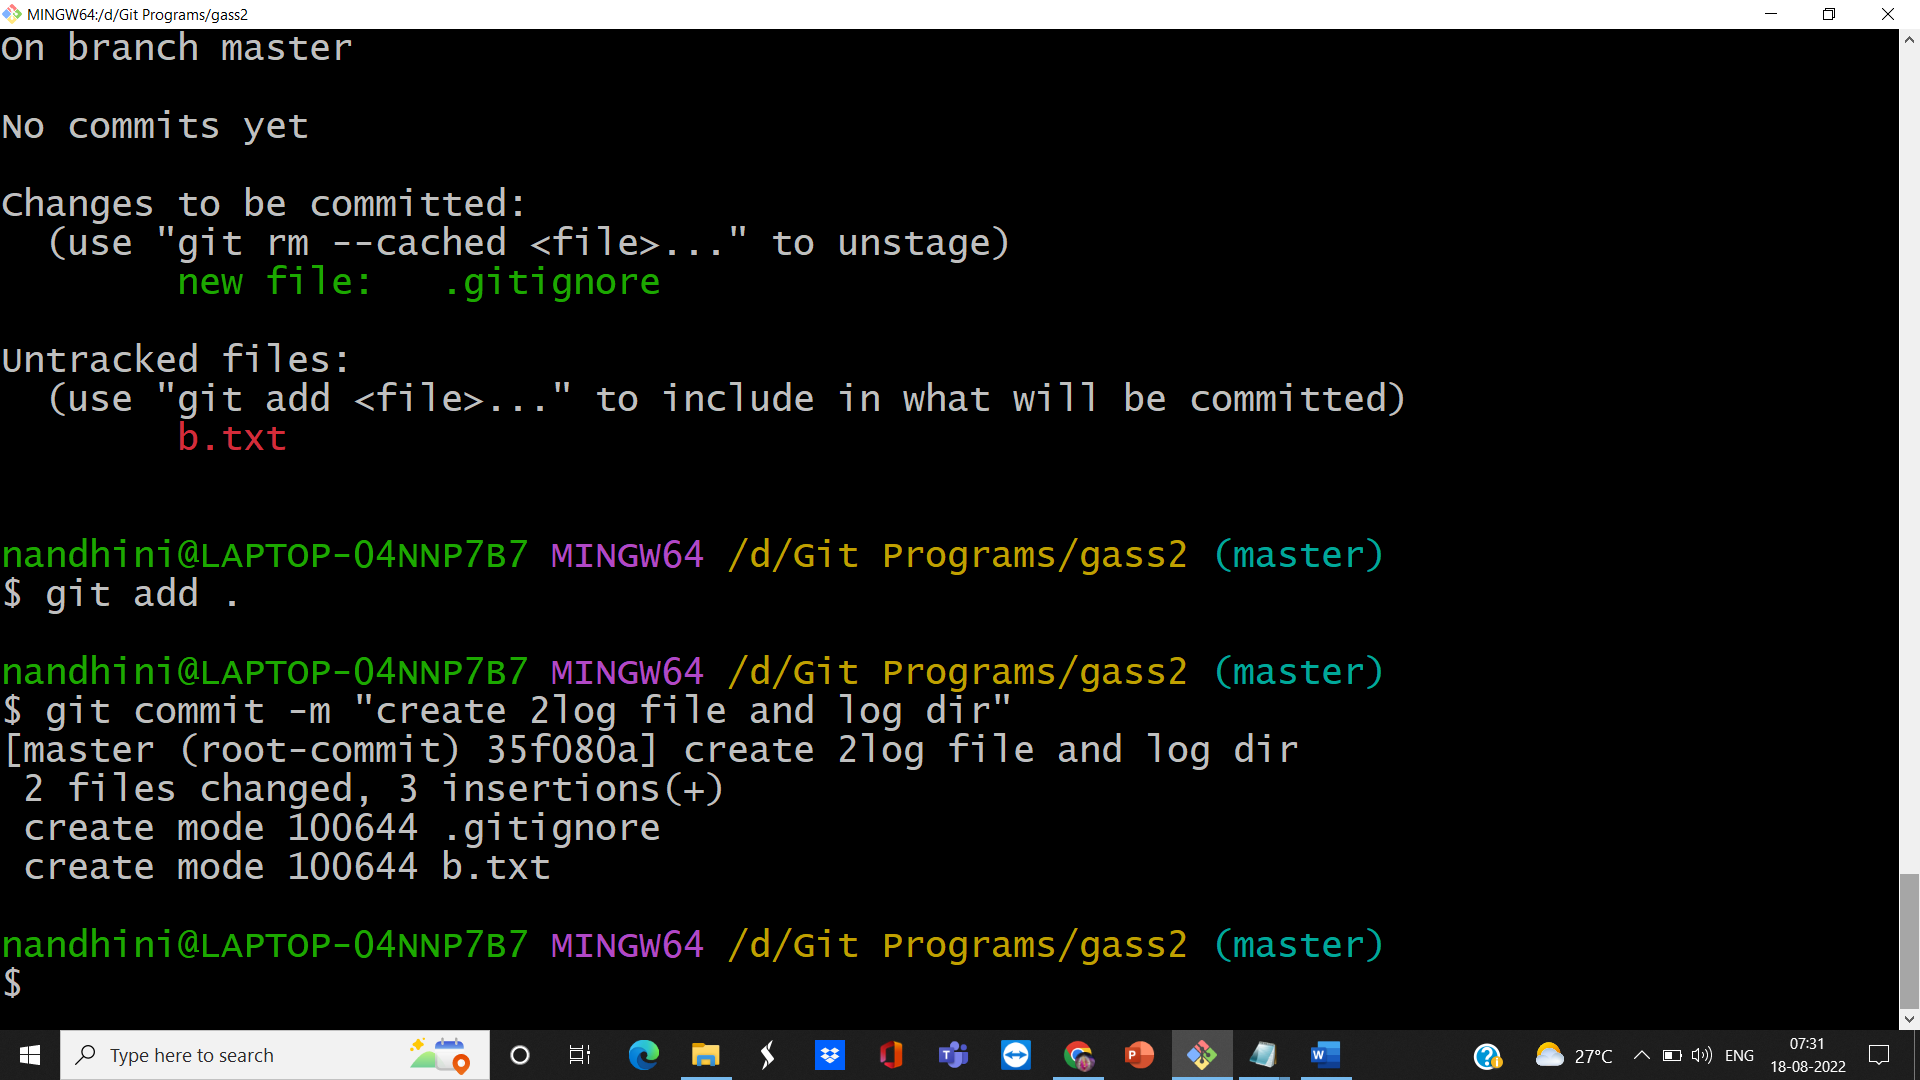 MINGW64:/d/Git Programs/gass2
On branch master
No commits yet
Changes to be committed:
  (use "git rm --cached <file>..." to unstage)
        new file:   .gitignore
Untracked files:
  (use "git add <file>..." to include in what will be committed)
        b.txt
nandhini@LAPTOP-04NNP7B7 MINGW64 /d/Git Programs/gass2 (master)
$ git add .
nandhini@LAPTOP-04NNP7B7 MINGW64 /d/Git Programs/gass2 (master)
$ git commit -m "create 2log file and log dir"
[master (root-commit) 35f080a] create 2log file and log dir
 2 files changed, 3 insertions(+)
 create mode 100644 .gitignore
 create mode 100644 b.txt
nandhini@LAPTOP-04NNP7B7 MINGW64 /d/Git Programs/gass2 (master)
$
Type here to search
27°C
ENG
07:31
18-08-2022